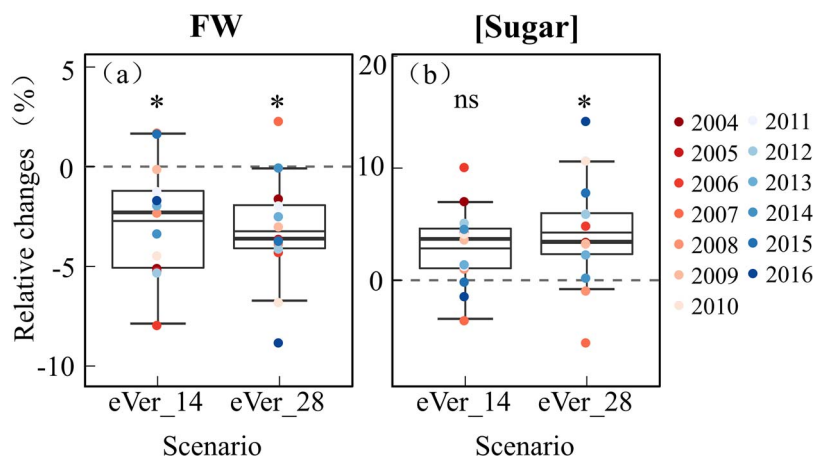 FW
[Sugar]
Relative changes （%）
5
0
-5
-10
（a）
*
*
eVer_14 eVer_28
Scenario
20
10
0
（b）
ns
*
eVer_14 eVer_28
Scenario
2004
2005
2006
2007
2008
2009
2010
2011
2012
2013
2014
2015
2016